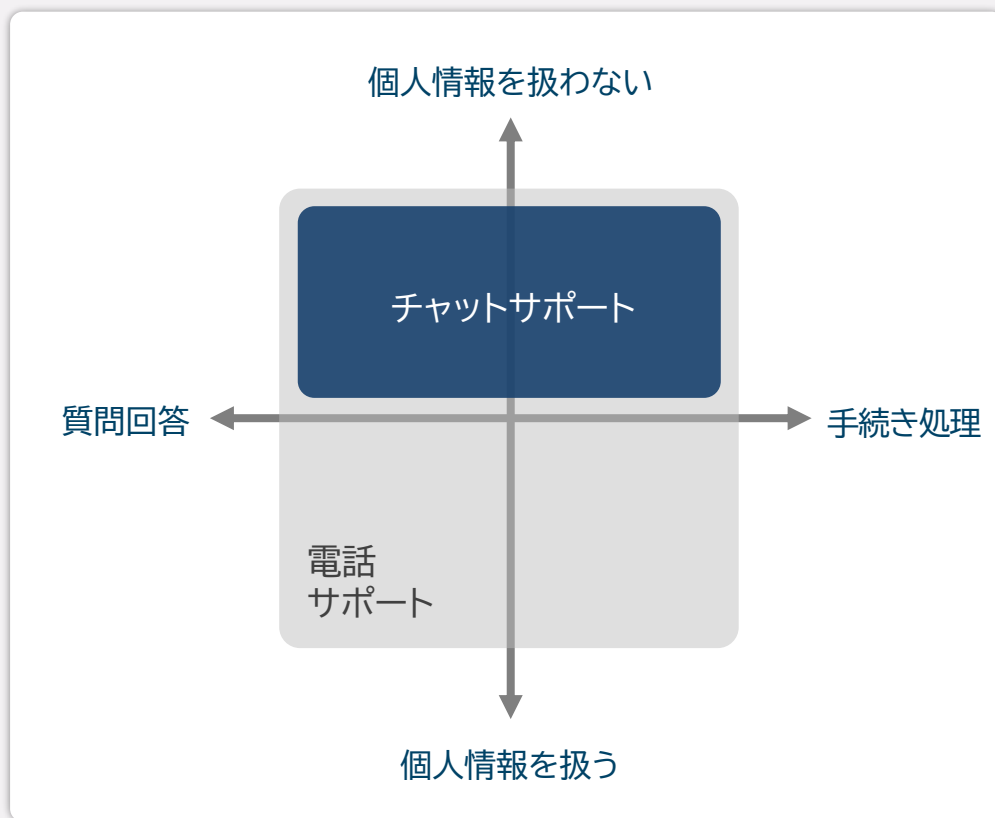 個人情報を扱わない
チャットサポート
質問回答
手続き処理
電話
サポート
個人情報を扱う